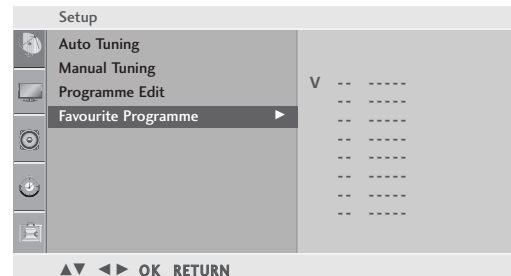 Setup
Auto Tuning
Manual Tuning
Programme Edit
Favourite Programme ►
V -- -----
-- -----
-- -----
-- -----
-- -----
-- -----
-- -----
-- -----
▲▼ ◄► OK RETURN